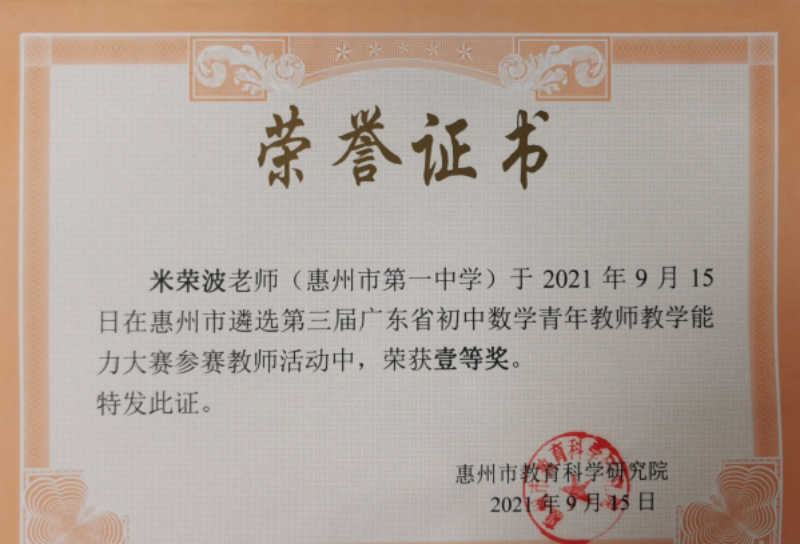 荣誉证书
米荣波老师（惠州市第一中学）于 2021 年 9 月 15
日在惠州市遴选第三届广东省初中数学青年教师教学能
力大赛参赛教师活动中，荣获壹等奖。
特发此证。
惠州市教育科学研究院
2021 年 9 月 15 日